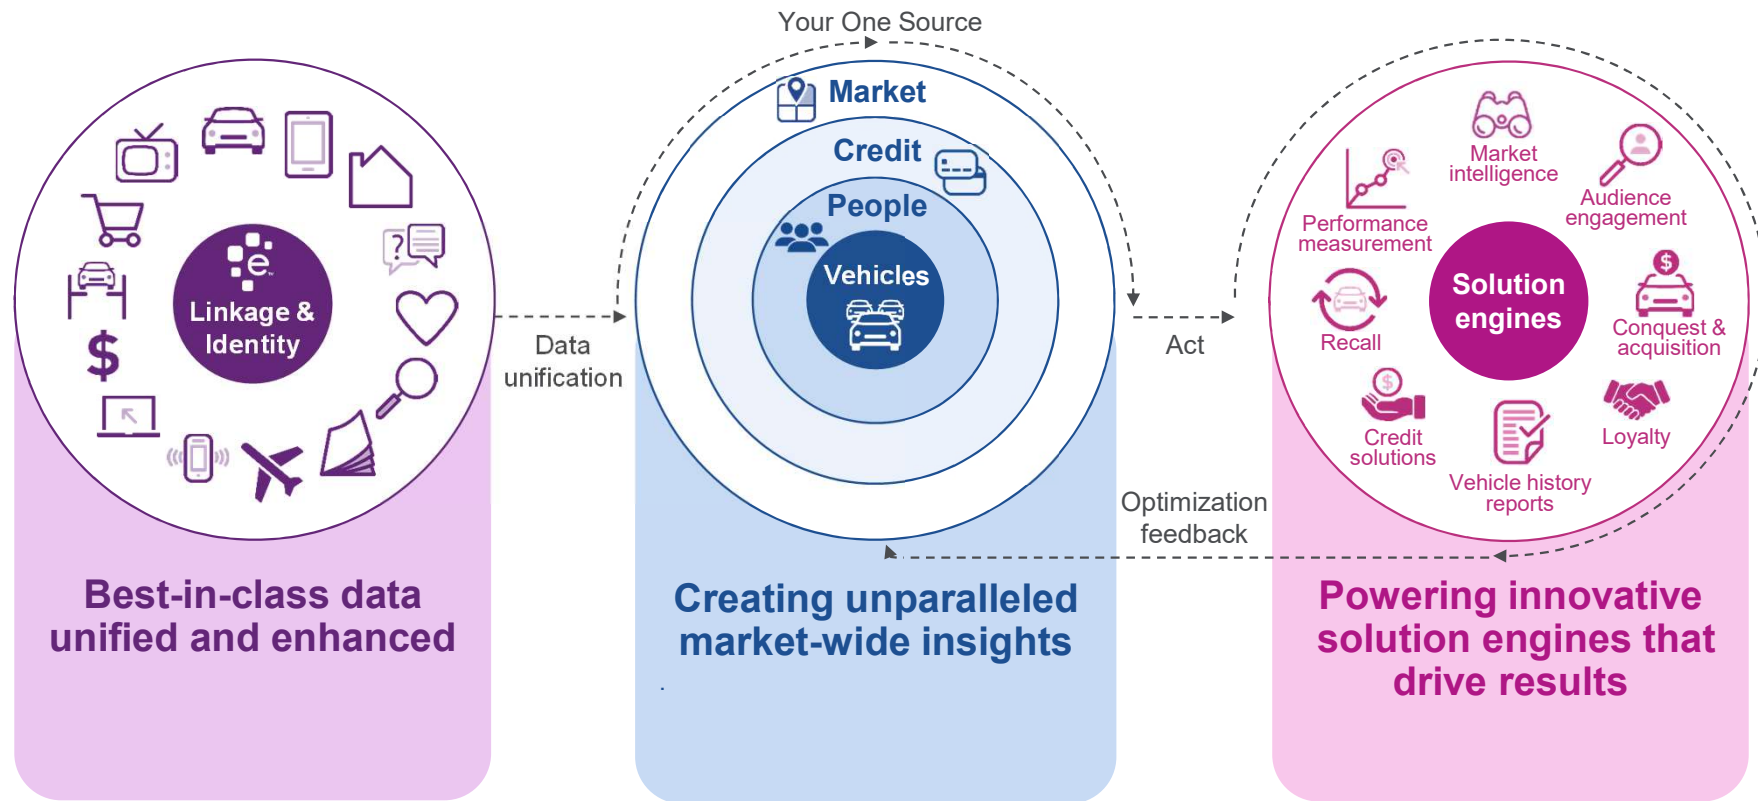 Your One Source
e™
Linkage &
Identity
?
$
Best-in-class data
unified and enhanced
Data
unification
Market
Credit
People
Vehicles
Creating unparalleled
market-wide insights
.
Act
Optimization
feedback
Market
intelligence
Audience
engagement
Performance
measurement
$
Solution
engines
Conquest &
acquisition
Recall
$
Credit
solutions
Loyalty
Vehicle history
reports
Powering innovative
solution engines that
drive results